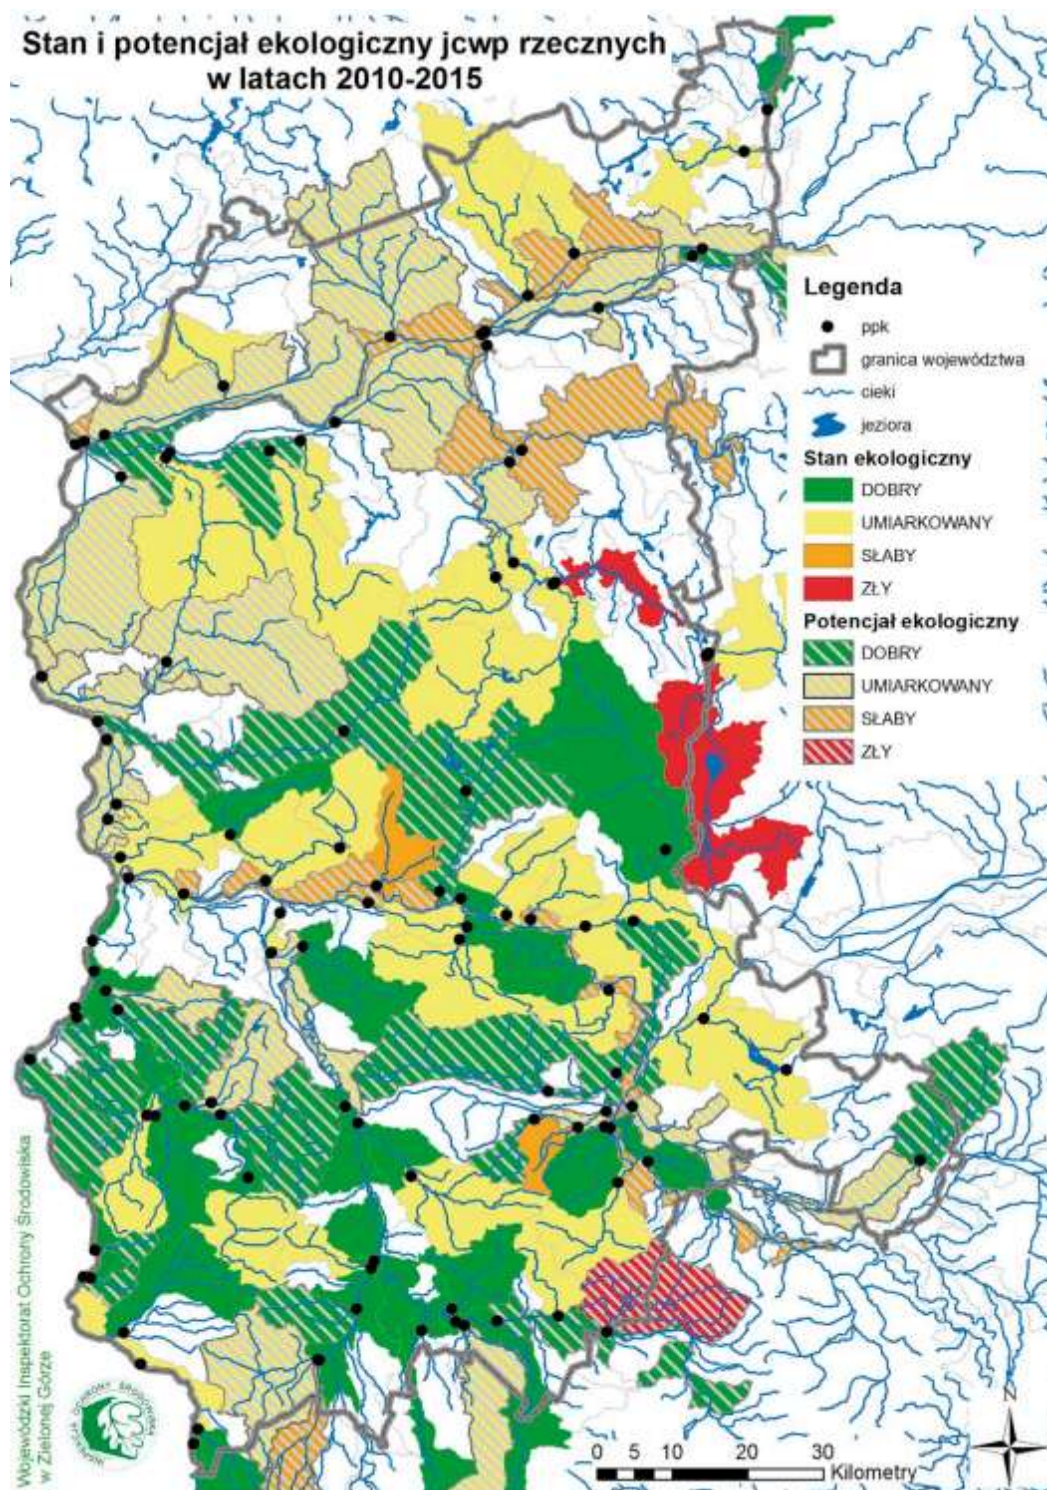 Stan i potencjał ekologiczny jcwp rzecznych
w latach 2010-2015
Legenda
ppk
granica województwa
cieki
jeziora
Stan ekologiczny
DOBRY
UMIARKOWANY
SŁABY
ZŁY
Potencjał ekologiczny
DOBRY
UMIARKOWANY
SŁABY
ZŁY
Wojewódzki Inspektorat Ochrony Środowiska
w Zielonej Górze
N
0 5 10 20 30
Kilometry